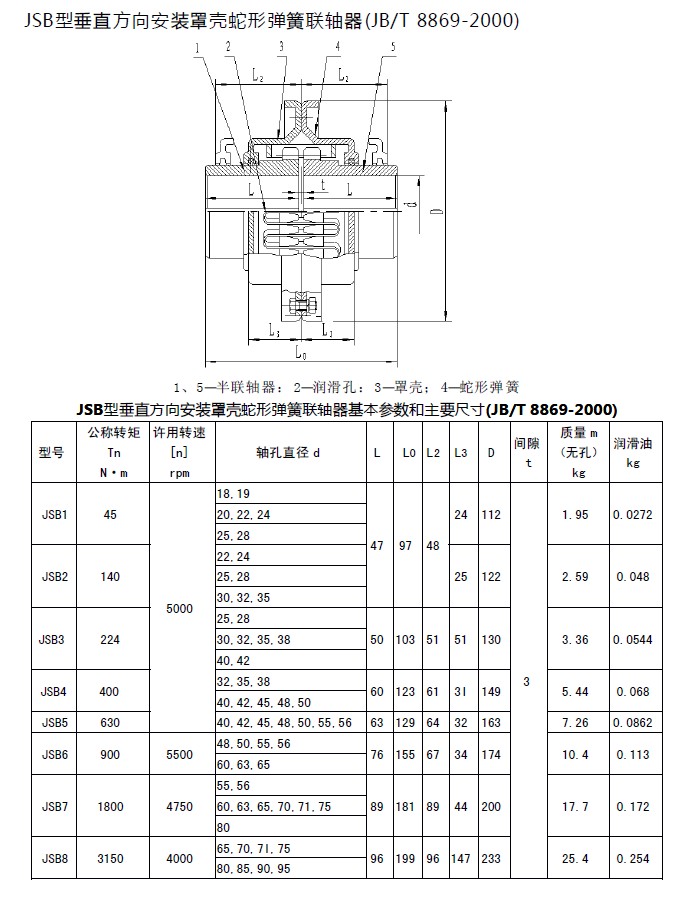 JSB型垂直方向安装罩壳蛇形弹簧联轴器(JB/T 8869-2000)
1 2 3 4 5
L₂ L₂
L t L d D
L₃ L₃
L₀
1、5—半联轴器: 2—润滑孔: 3—罩壳; 4—蛇形弹簧
JSB型垂直方向安装罩壳蛇形弹簧联轴器基本参数和主要尺寸(JB/T 8869-2000)
型号 公称转矩 Tn N·m 许用转速 [n] rpm 轴孔直径 d L L0 L2 L3 D 间隙 t 质量 m (无孔) kg 润滑油 kg
JSB1 45 5000 18,19 47 97 48 24 112 3 1.95 0.0272
20,22,24
25,28
JSB2 140 22,24 25 122 2.59 0.048
25,28
30,32,35
JSB3 224 25,28 50 103 51 51 130 3.36 0.0544
30,32,35,38
40,42
JSB4 400 32,35,38 60 123 61 3l 149 5.44 0.068
40,42,45,48,50
JSB5 630 40,42,45,48,50,55,56 63 129 64 32 163 7.26 0.0862
JSB6 900 5500 48,50,55,56 76 155 67 34 174 10.4 0.113
60,63,65
JSB7 1800 4750 55,56 89 181 89 44 200 17.7 0.172
60,63,65,70,71,75
80
JSB8 3150 4000 65,70,7l,75 96 199 96 147 233 25.4 0.254
80,85,90,95